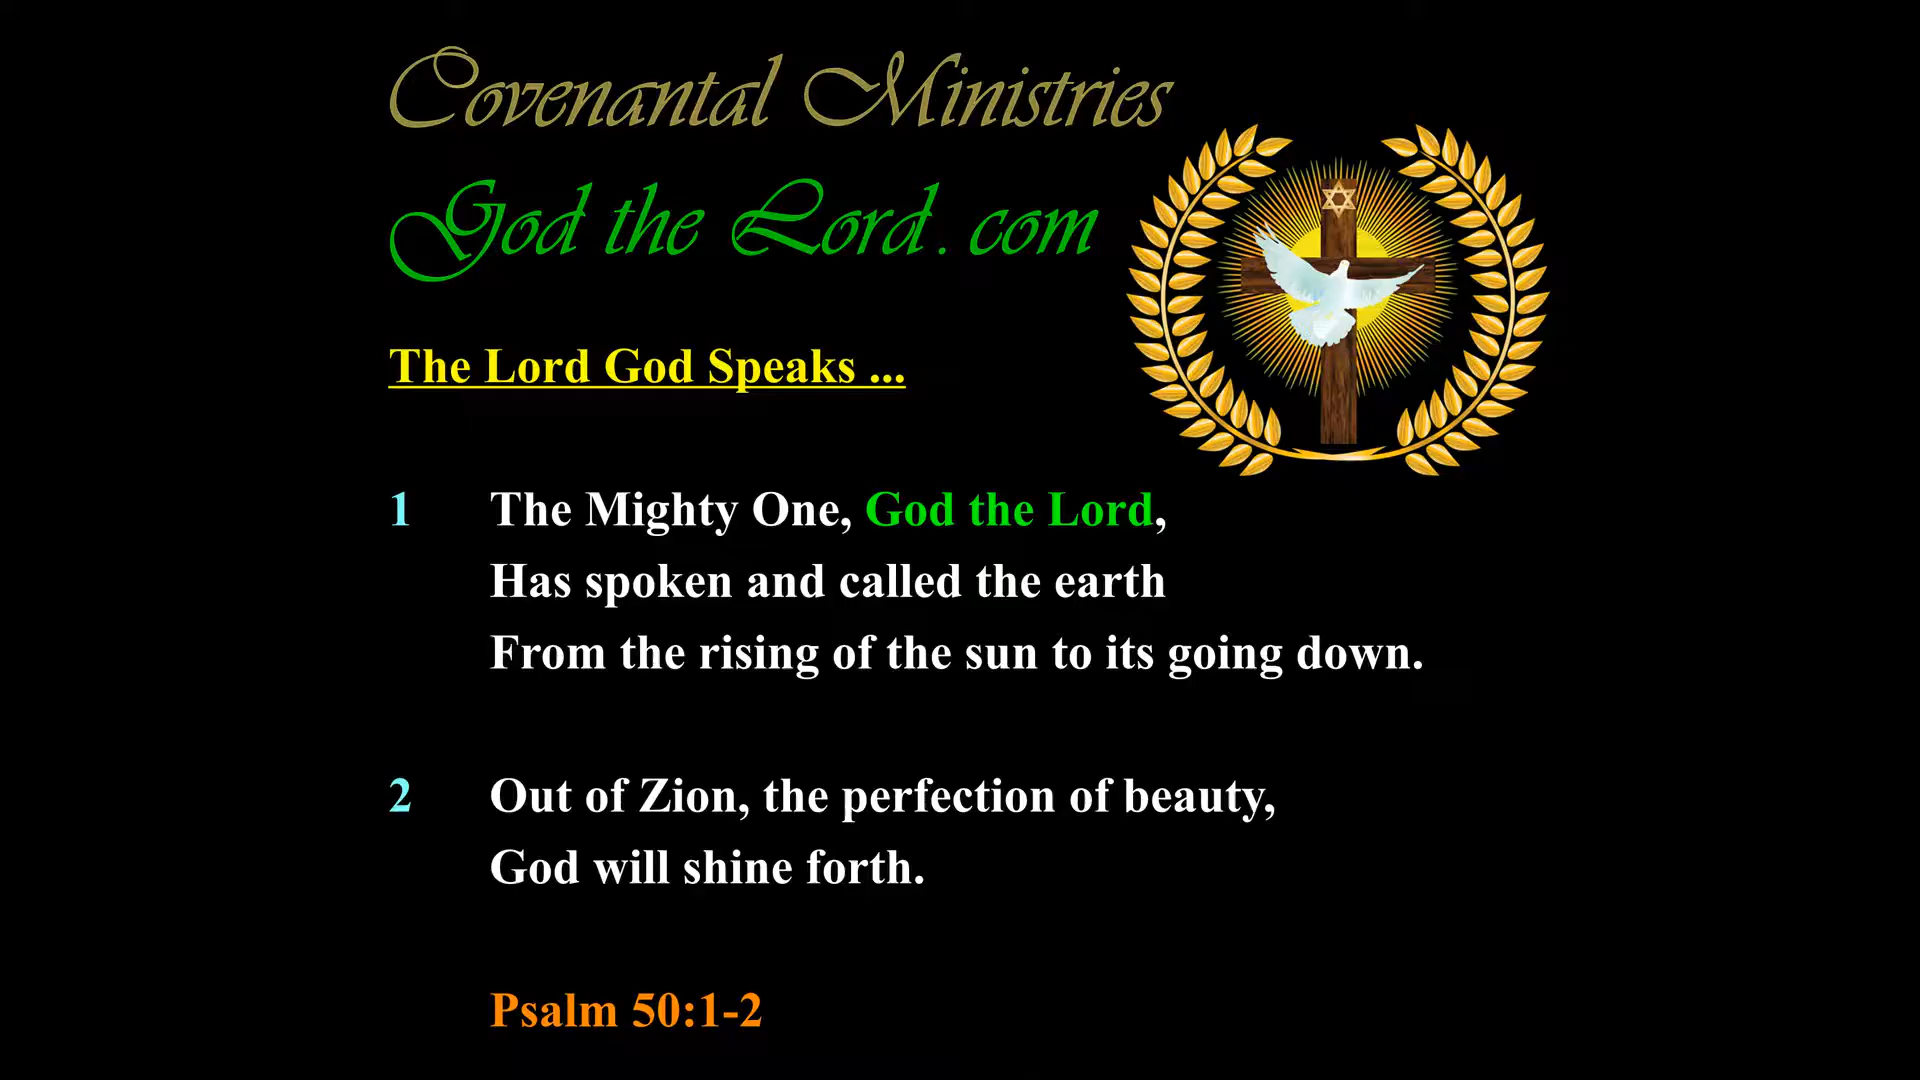 Covenantal Ministries
God the Lord.com
The Lord God Speaks ...
1 The Mighty One, God the Lord,
Has spoken and called the earth
From the rising of the sun to its going down.
2 Out of Zion, the perfection of beauty,
God will shine forth.
Psalm 50:1-2